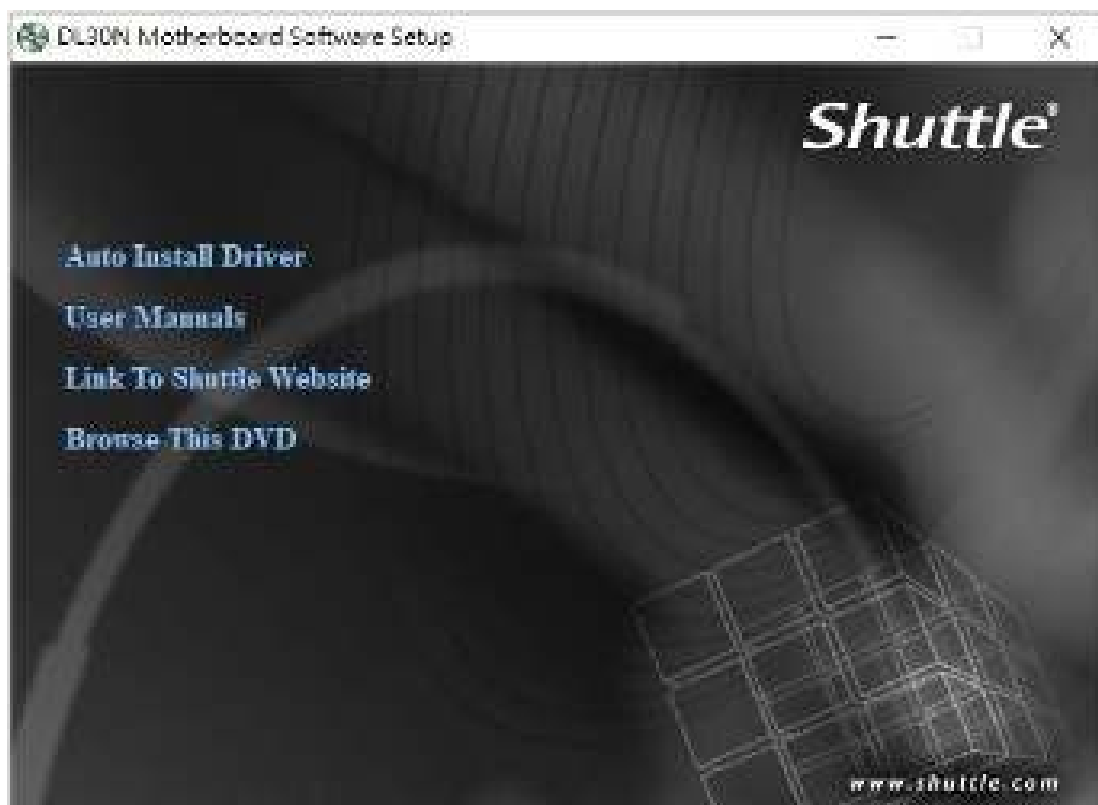 DL30N Motherboard Software Setup
Shuttle®
Auto Install Driver
User Manuals
Link To Shuttle Website
Browse This DVD
www.shuttle.com